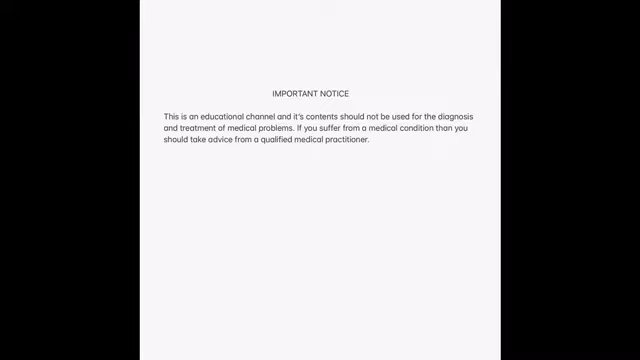 IMPORTANT NOTICE
This is an educational channel and it's contents should not be used for the diagnosis
and treatment of medical problems. If you suffer from a medical condition than you
should take advice from a qualified medical practitioner.